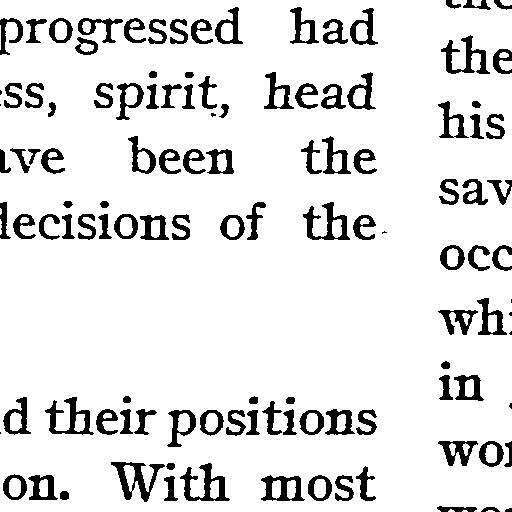 progressed had
ess, spirit, head
ave been the
decisions of the
d their positions
on. With most
the
his
sav
occ
whi
in
wor